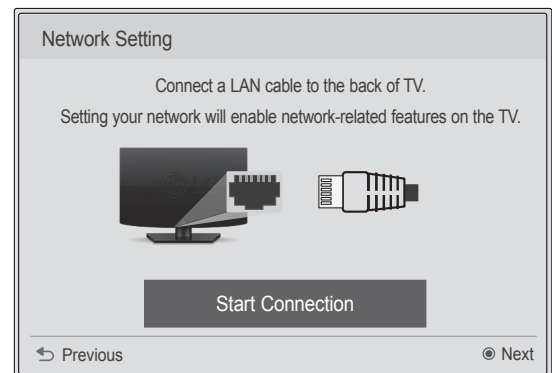 Network Setting
Connect a LAN cable to the back of TV.
Setting your network will enable network-related features on the TV.
Start Connection
Previous
Next